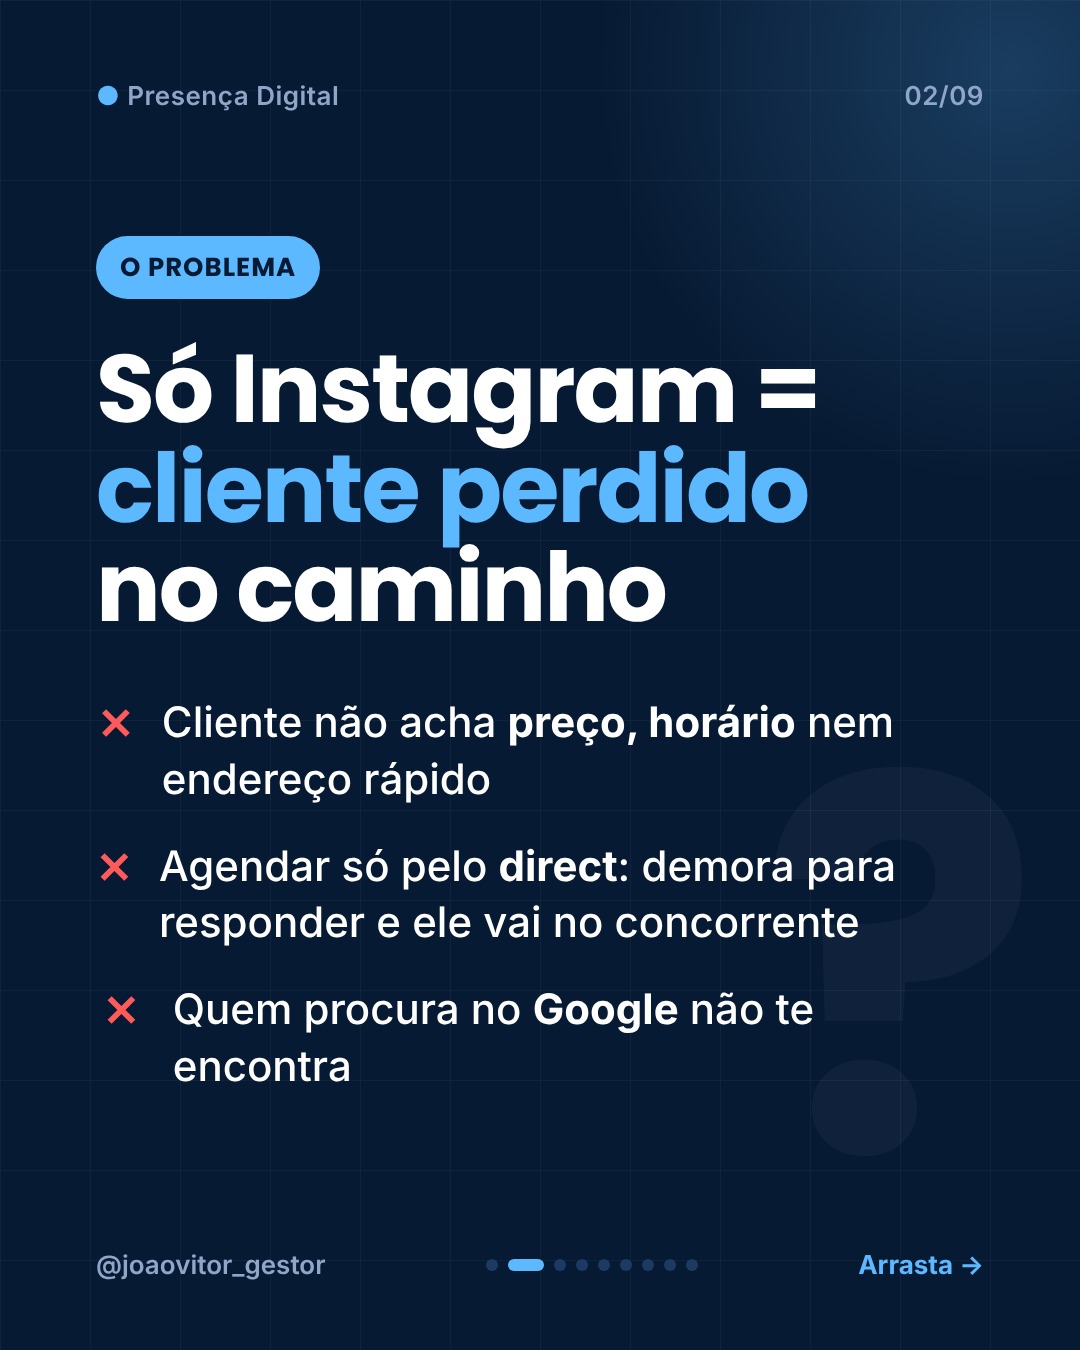 Presença Digital
02/09
O PROBLEMA
Só Instagram =
cliente perdido
no caminho
✕ Cliente não acha preço, horário nem
endereço rápido
✕ Agendar só pelo direct: demora para
responder e ele vai no concorrente
✕ Quem procura no Google não te
encontra
?
@joaovitor_gestor
Arrasta →